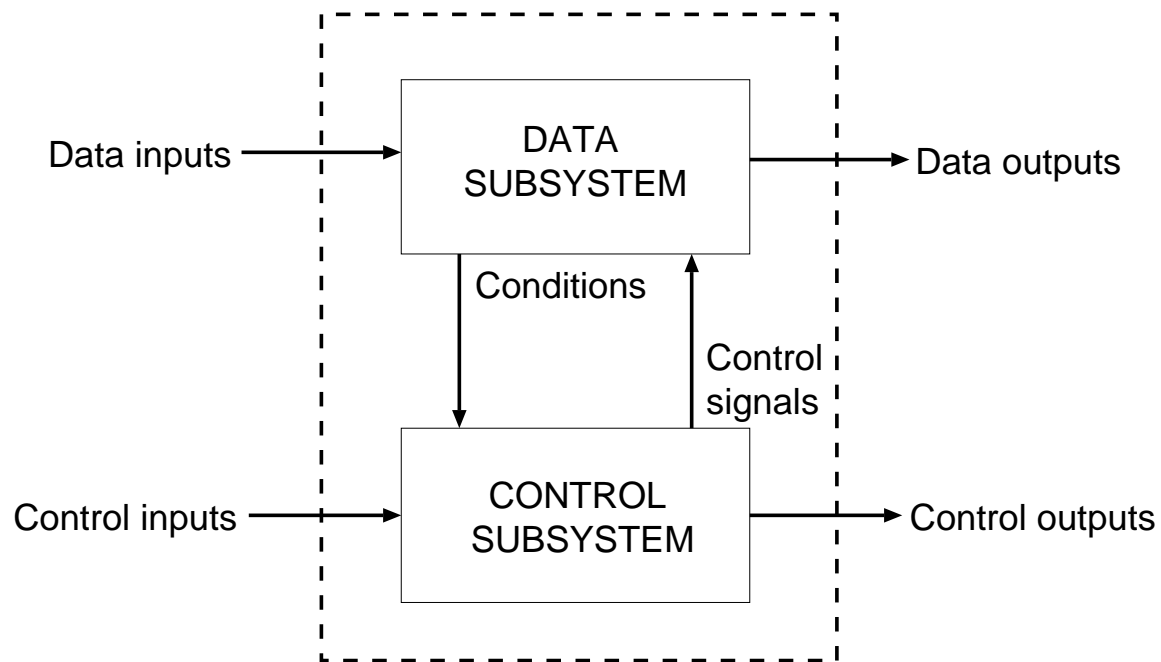 Data inputs
DATA
SUBSYSTEM
Data outputs
Conditions
Control
signals
Control inputs
CONTROL
SUBSYSTEM
Control outputs